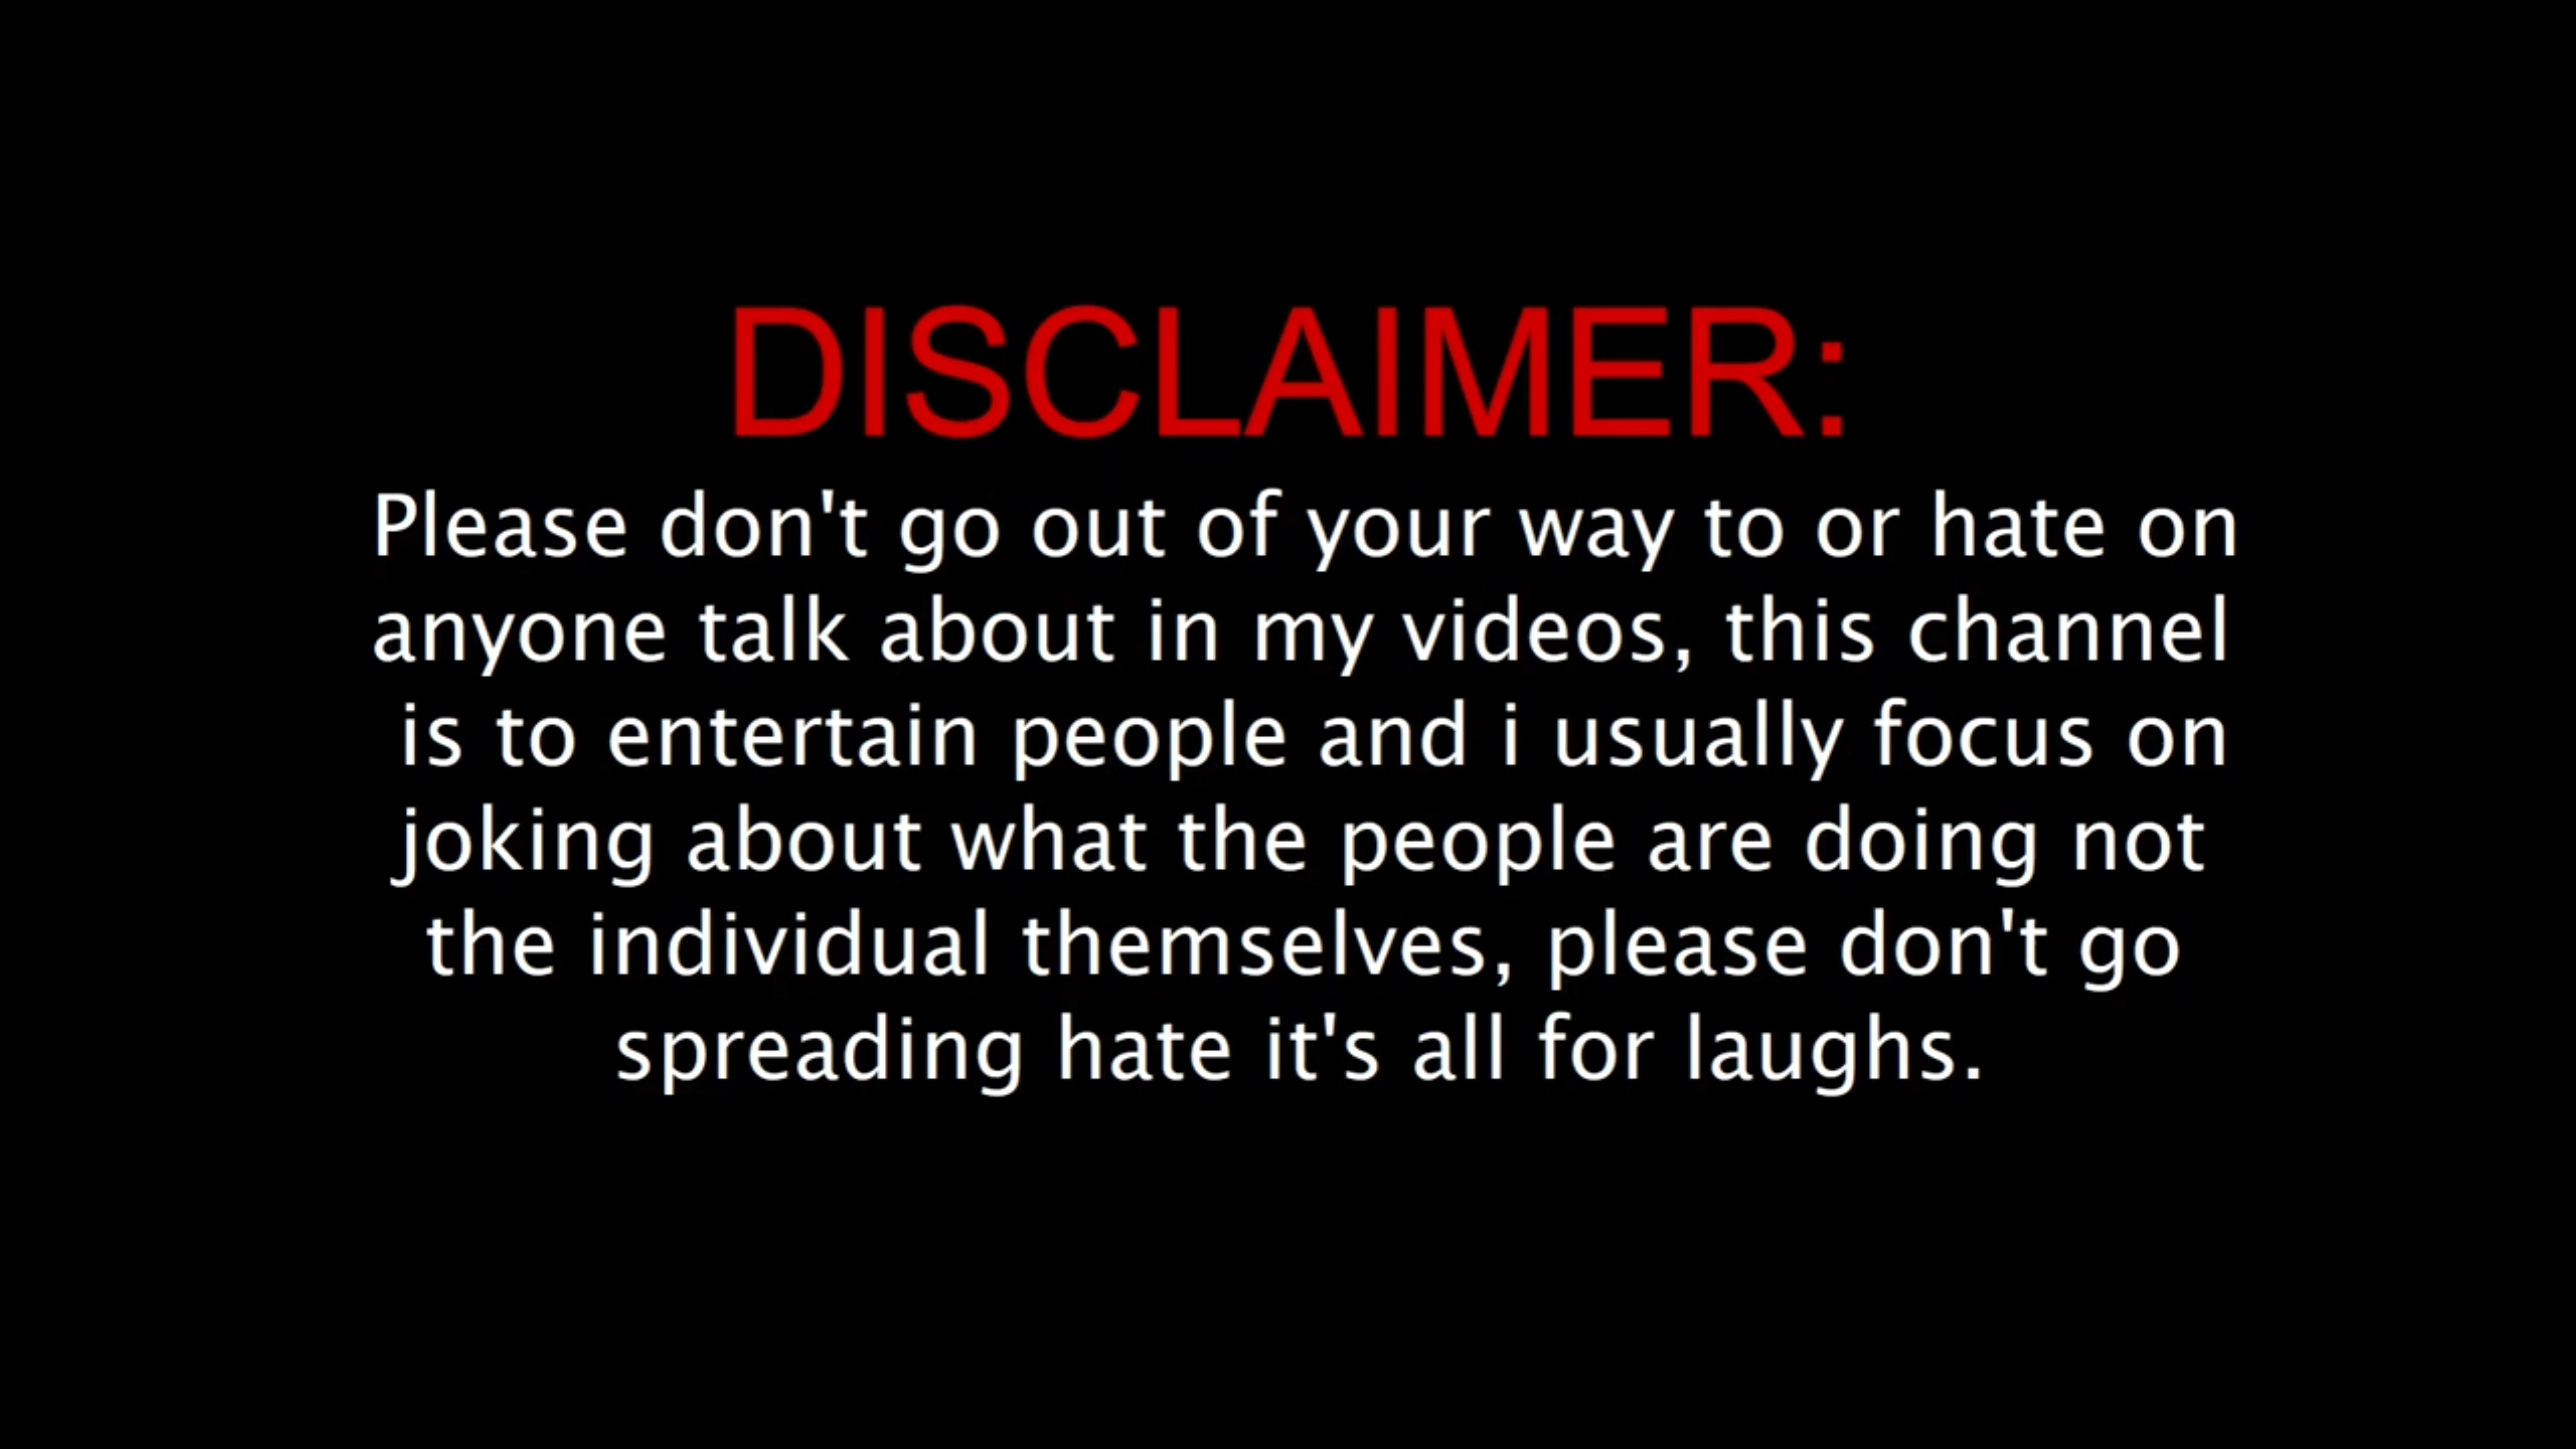 DISCLAIMER:
Please don't go out of your way to or hate on
anyone talk about in my videos, this channel
is to entertain people and i usually focus on
joking about what the people are doing not
the individual themselves, please don't go
spreading hate it's all for laughs.